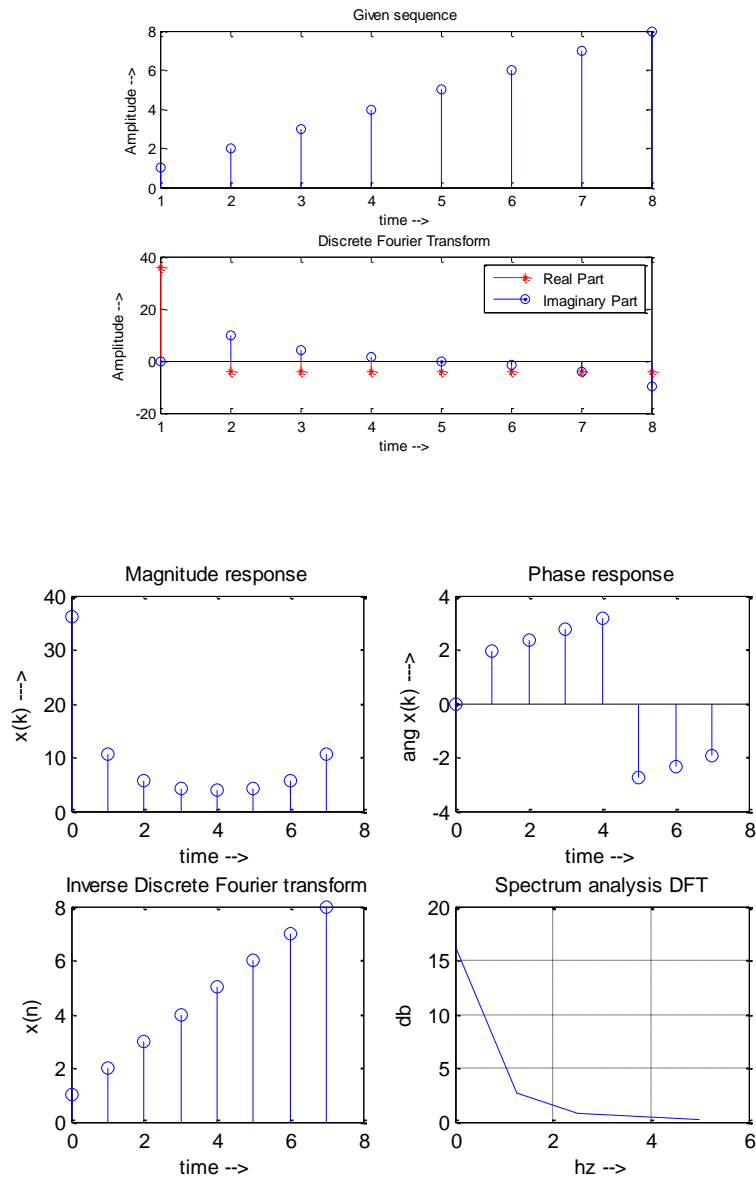 Given sequence
8
6
4
2
0
Amplitude -->
1 2 3 4 5 6 7 8
time -->
Discrete Fourier Transform
40
20
0
-20
Amplitude -->
Real Part
Imaginary Part
1 2 3 4 5 6 7 8
time -->
Magnitude response
40
30
20
10
0
x(k) --->
0 2 4 6 8
time -->
Phase response
4
2
0
-2
-4
ang x(k) --->
0 2 4 6 8
time -->
Inverse Discrete Fourier transform
8
6
4
2
0
x(n)
0 2 4 6 8
time -->
Spectrum analysis DFT
20
15
10
5
0
db
0 2 4 6
hz -->